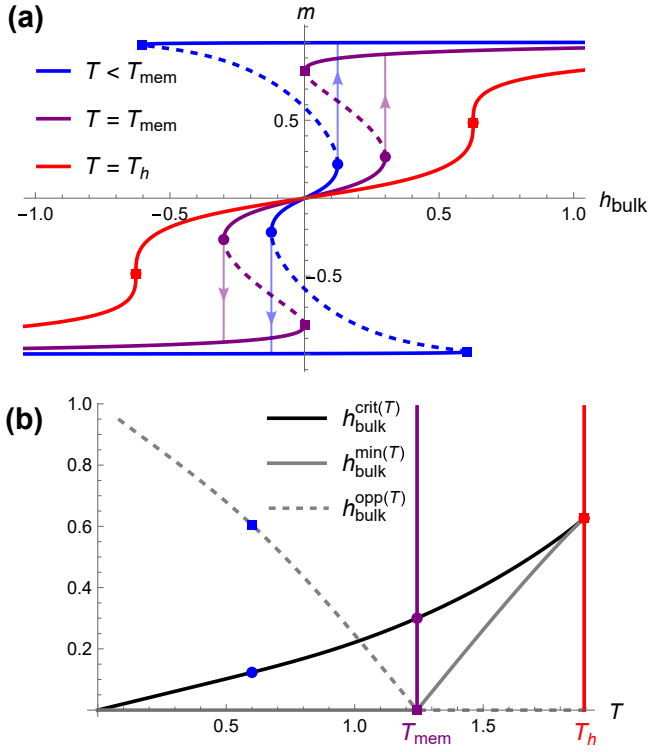 (a)
m
T < T_mem
T = T_mem
T = T_h
0.5
-1.0
-0.5
0.5
1.0
h_bulk
-0.5
(b)
1.0
0.8
0.6
0.4
0.2
h_bulk^crit(T)
h_bulk^min(T)
h_bulk^opp(T)
0.5
1.0
1.5
T
T_mem
T_h